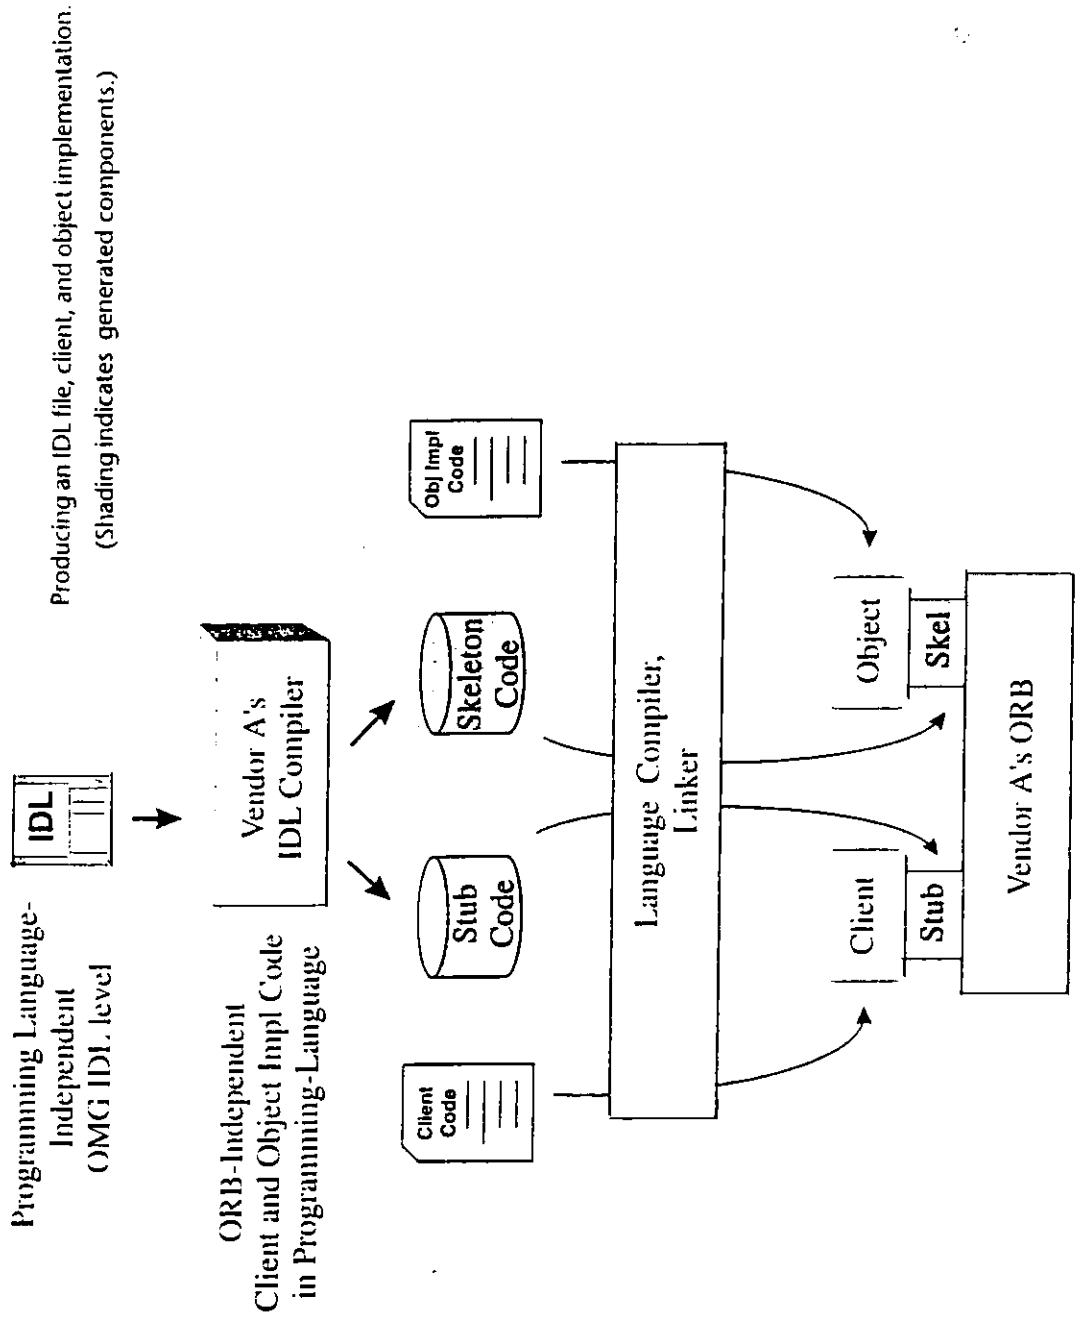 Programming Language-
Independent
OMG IDL level
IDL
Producing an IDL file, client, and object implementation.
(Shading indicates generated components.)
ORB-Independent
Client and Object Impl Code
in Programming-Language
Vendor A's
IDL Compiler
Client
Code
Stub
Code
Skeleton
Code
Obj Impl
Code
Language Compiler,
Linker
Client
Stub
Object
Skel
Vendor A's ORB